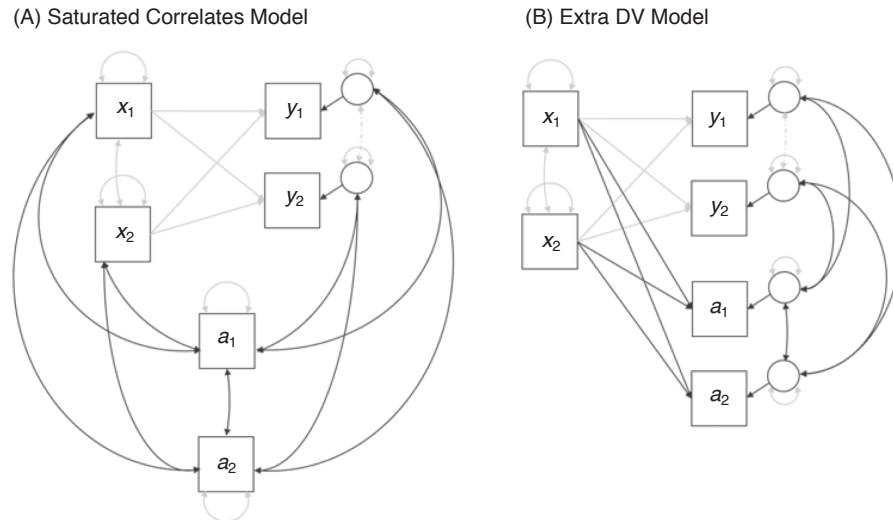 (A) Saturated Correlates Model
x1
y1
x2
y2
a1
a2
(B) Extra DV Model
x1
y1
x2
y2
a1
a2